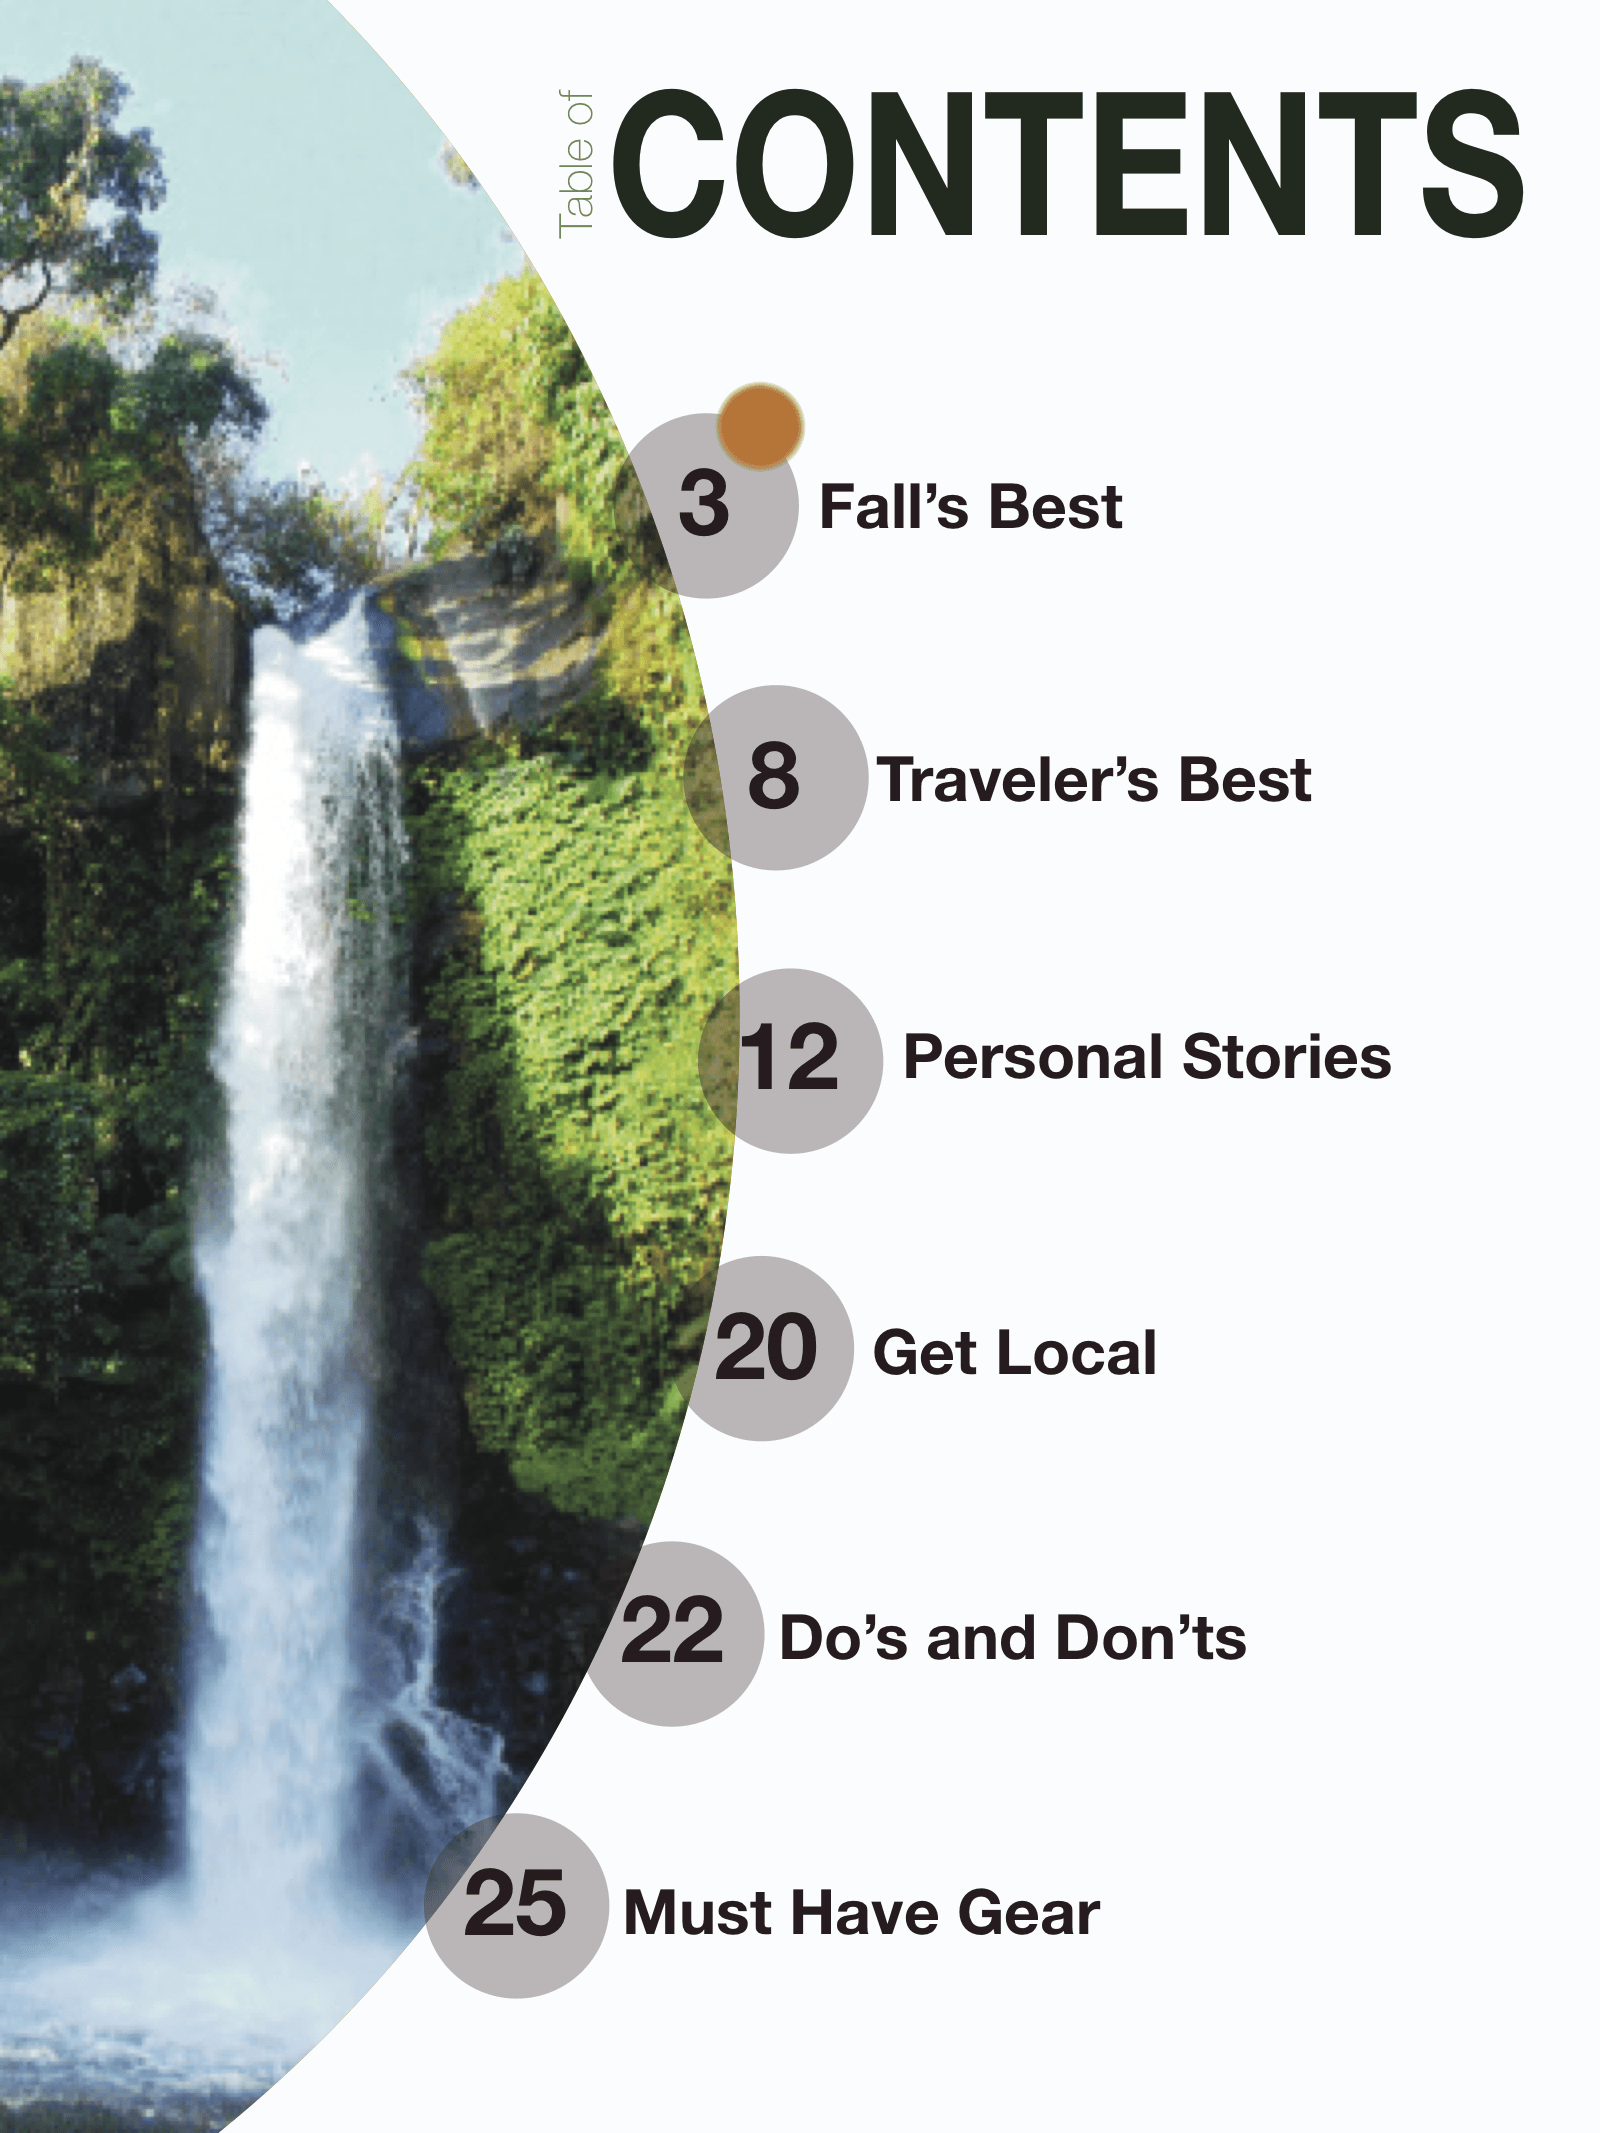 Table of
CONTENTS
3 Fall’s Best
8 Traveler’s Best
12 Personal Stories
20 Get Local
22 Do’s and Don’ts
25 Must Have Gear